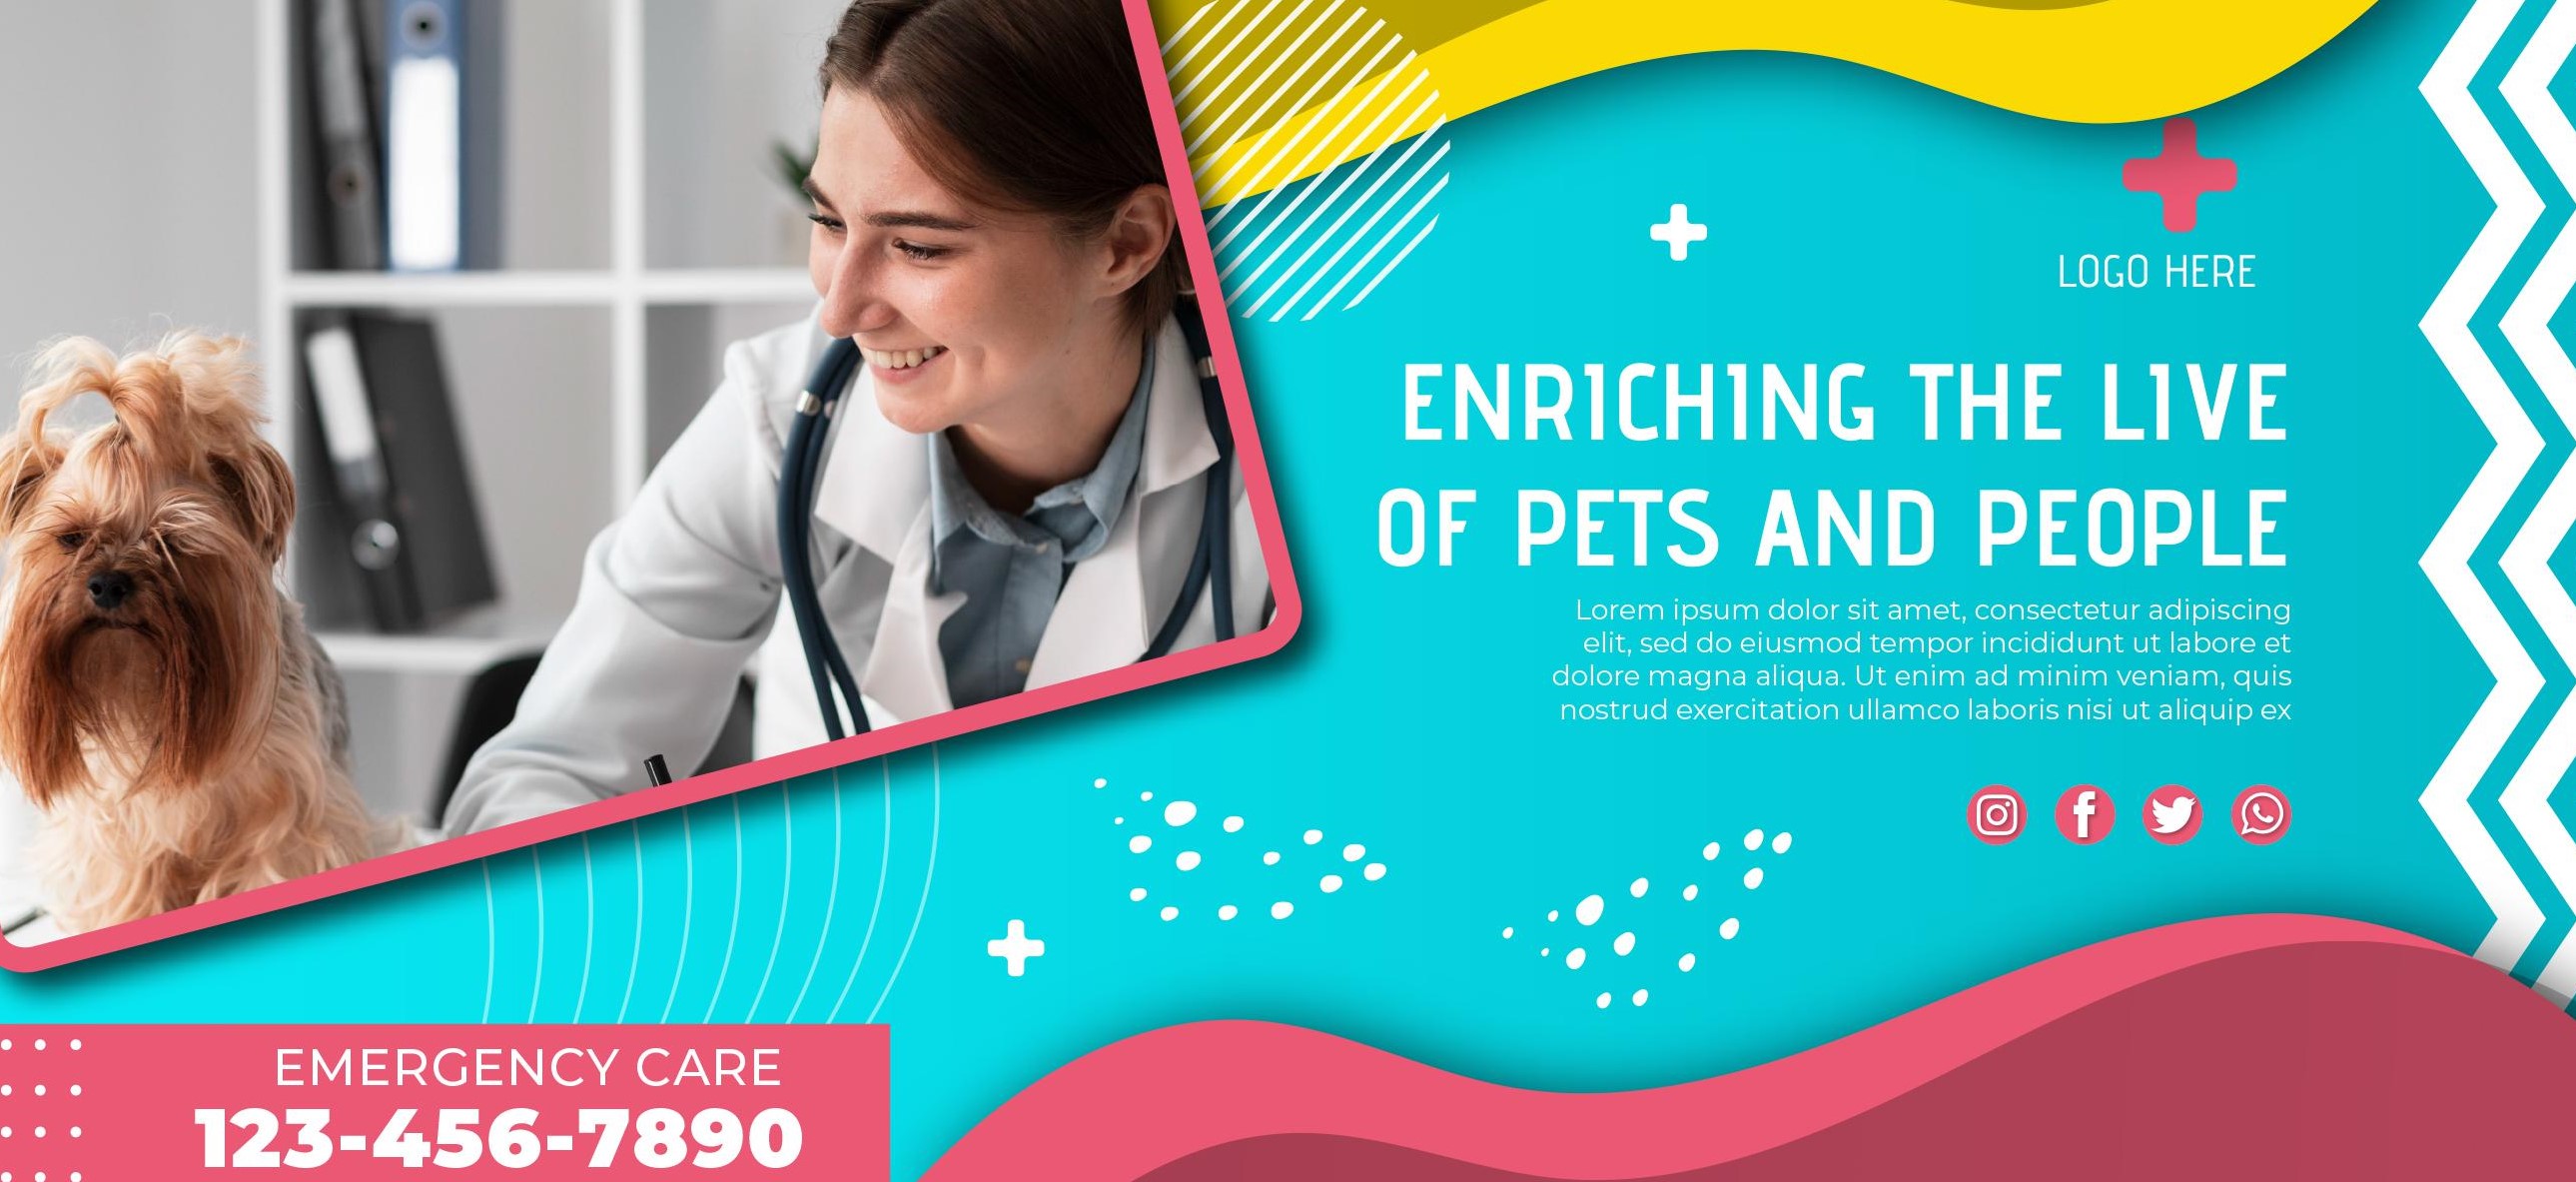 LOGO HERE
ENRICHING THE LIVE
OF PETS AND PEOPLE
Lorem ipsum dolor sit amet, consectetur adipiscing
elit, sed do eiusmod tempor incididunt ut labore et
dolore magna aliqua. Ut enim ad minim veniam, quis
nostrud exercitation ullamco laboris nisi ut aliquip ex
EMERGENCY CARE
123-456-7890